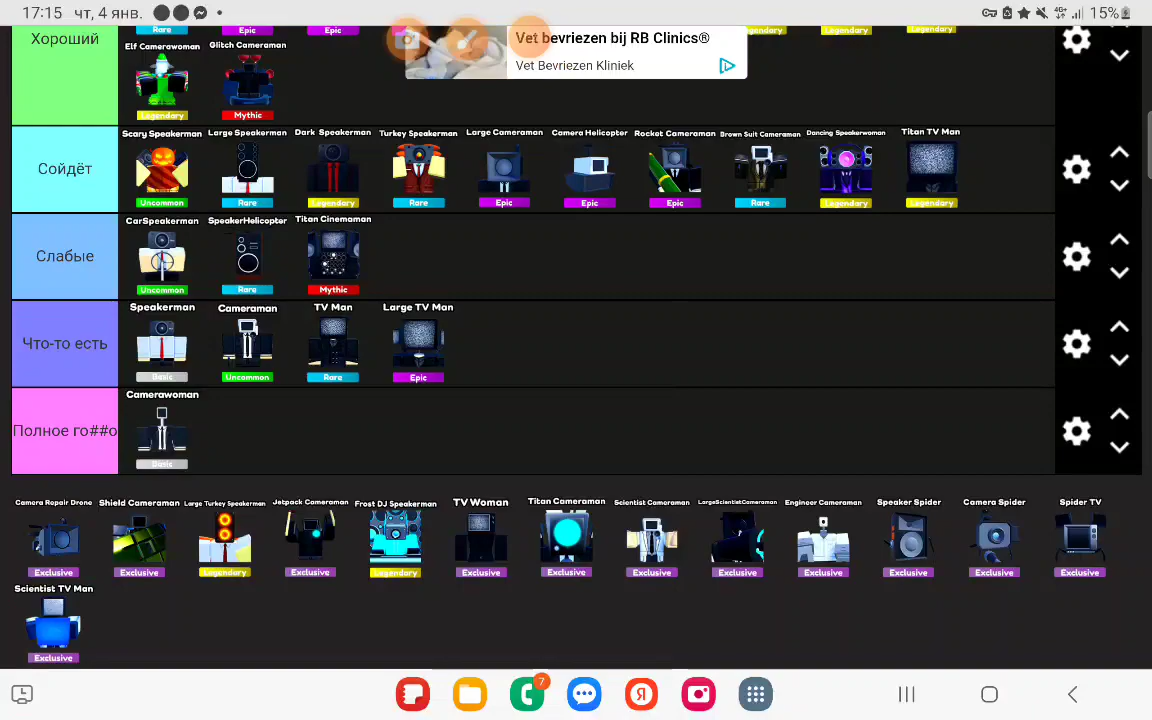 17:15 чт, 4 янв.
4G+ 15%
Хороший
Rare Epic Epic Legendary Legendary Legendary
Vet bevriezen bij RB Clinics®
Vet Bevriezen Kliniek
Elf Camerawoman Glitch Cameraman
Legendary Mythic
Сойдёт
Scary Speakerman Large Speakerman Dark Speakerman Turkey Speakerman Large Cameraman Camera Helicopter Rocket Cameraman Brown Suit Cameraman Dancing Speakerwoman Titan TV Man
Uncommon Rare Legendary Rare Epic Epic Epic Rare Legendary Legendary
Слабые
CarSpeakerman SpeakerHelicopter Titan Cinemaman
Uncommon Rare Mythic
Что-то есть
Speakerman Cameraman TV Man Large TV Man
Basic Uncommon Rare Epic
Полное го##о
Camerawoman
Basic
Camera Repair Drone Shield Cameraman Large Turkey Speakerman Jetpack Cameraman Frost DJ Speakerman TV Woman Titan Cameraman Scientist Cameraman LargeScientistCameraman Engineer Cameraman Speaker Spider Camera Spider Spider TV
Exclusive Exclusive Legendary Exclusive Legendary Exclusive Exclusive Exclusive Exclusive Exclusive Exclusive Exclusive Exclusive
Scientist TV Man
Exclusive
7
Я